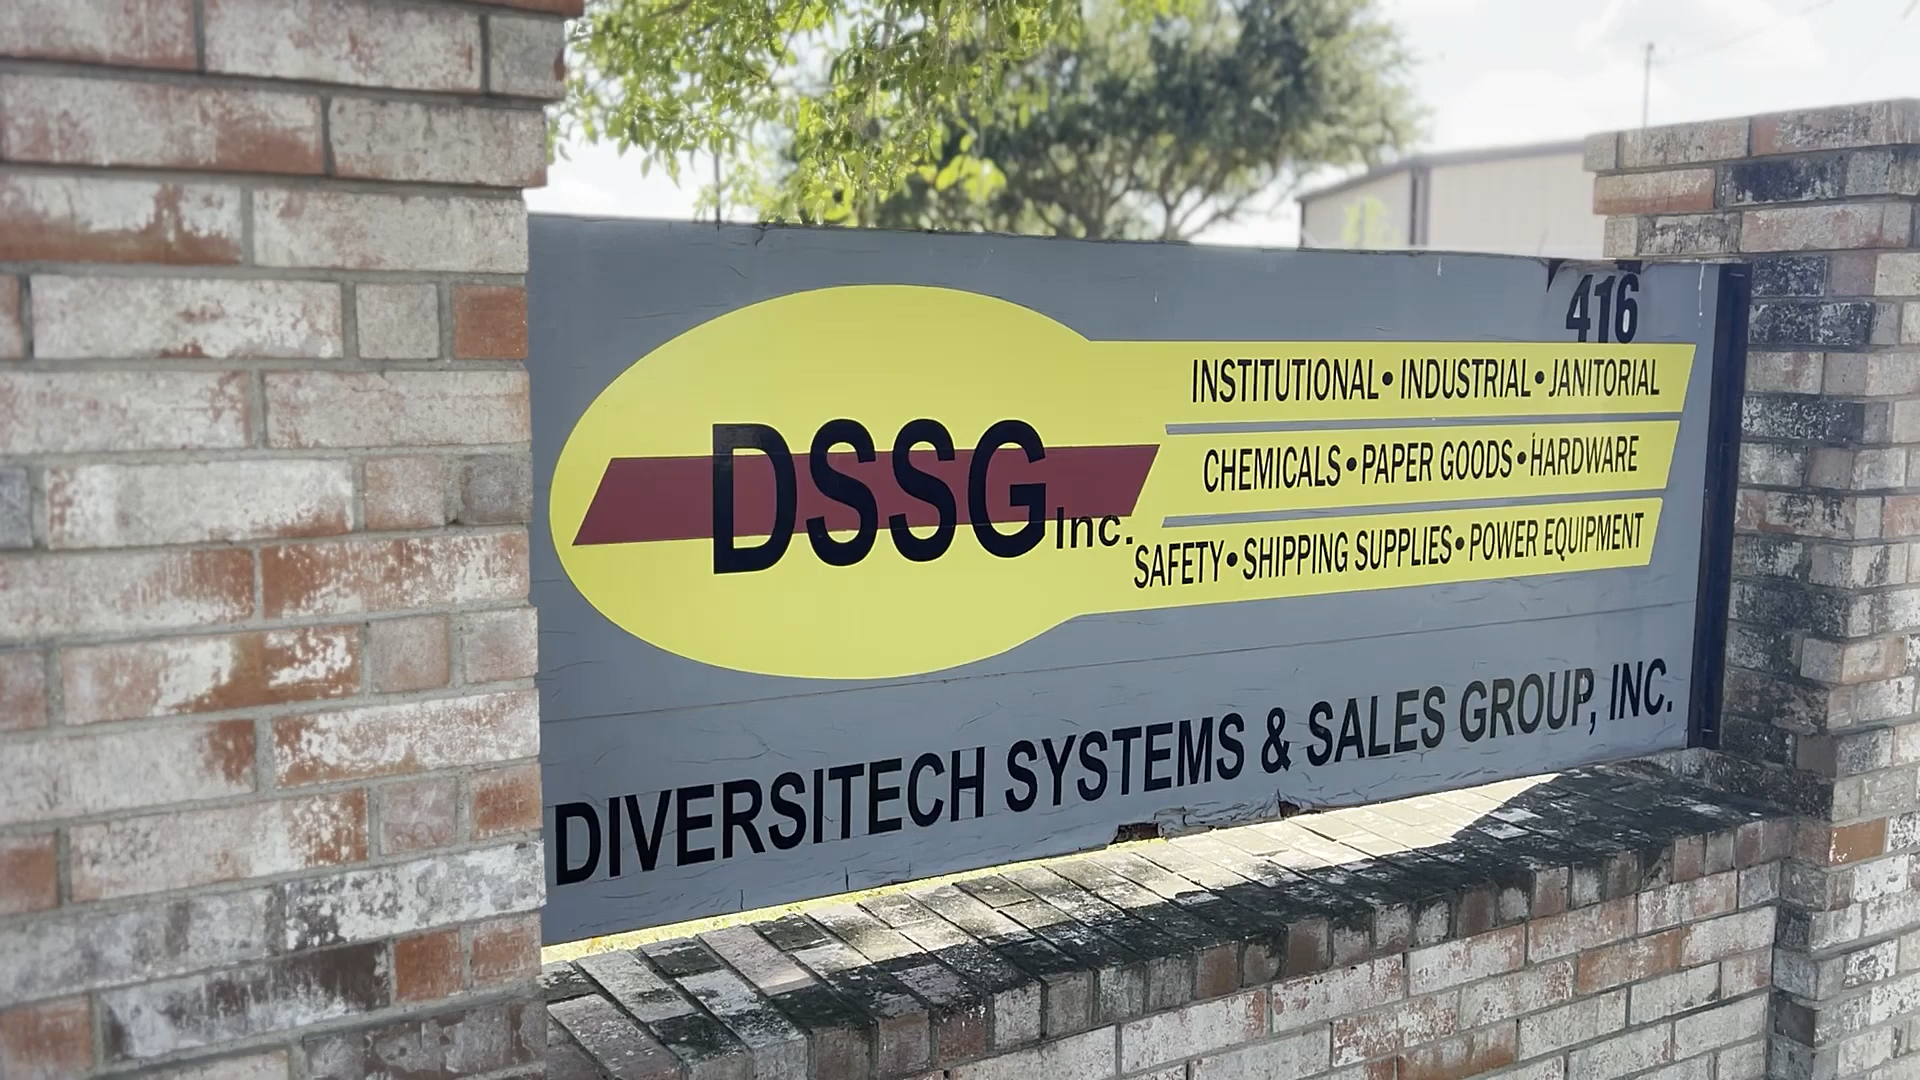 416
INSTITUTIONAL•INDUSTRIAL•JANITORIAL
CHEMICALS•PAPER GOODS•HARDWARE
DSSG Inc.
SAFETY•SHIPPING SUPPLIES•POWER EQUIPMENT
DIVERSITECH SYSTEMS & SALES GROUP, INC.